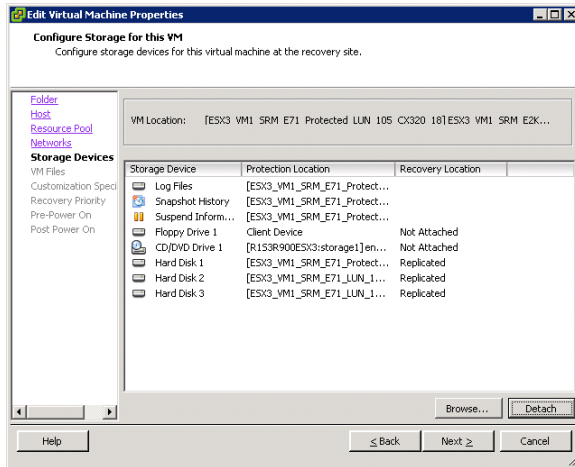 Edit Virtual Machine Properties
Configure Storage for this VM
Configure storage devices for this virtual machine at the recovery site.
Folder
Host
Resource Pool
Networks
Storage Devices
VM Files
Customization Speci
Recovery Priority
Pre-Power On
Post Power On
VM Location: [ESX3 VM1 SRM E71 Protected LUN 105 CX320 18] ESX3 VM1 SRM E2K...
Storage Device Protection Location Recovery Location
Log Files [ESX3_VM1_SRM_E71_Protect...
Snapshot History [ESX3_VM1_SRM_E71_Protect...
Suspend Inform... [ESX3_VM1_SRM_E71_Protect...
Floppy Drive 1 Client Device Not Attached
CD/DVD Drive 1 [R1S3R900ESX3:storage1] en... Not Attached
Hard Disk 1 [ESX3_VM1_SRM_E71_Protect... Replicated
Hard Disk 2 [ESX3_VM1_SRM_E71_LUN_1... Replicated
Hard Disk 3 [ESX3_VM1_SRM_E71_LUN_1... Replicated
Browse... Detach
Help < Back Next > Cancel